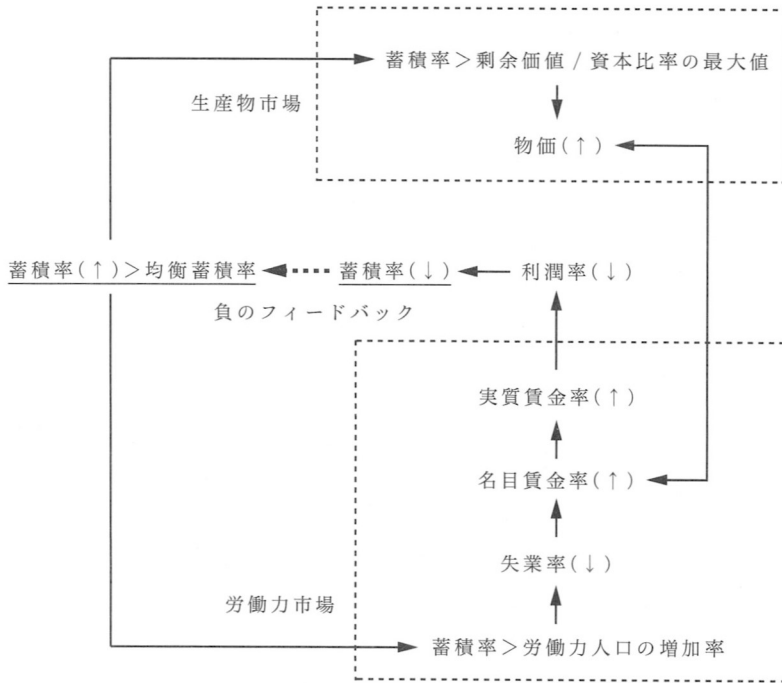 蓄積率＞剰余価値 / 資本比率の最大値
生産物市場
物価(↑)
蓄積率(↑)＞均衡蓄積率
蓄積率(↓)
利潤率(↓)
負のフィードバック
実質賃金率(↑)
名目賃金率(↑)
失業率(↓)
労働力市場
蓄積率＞労働力人口の増加率